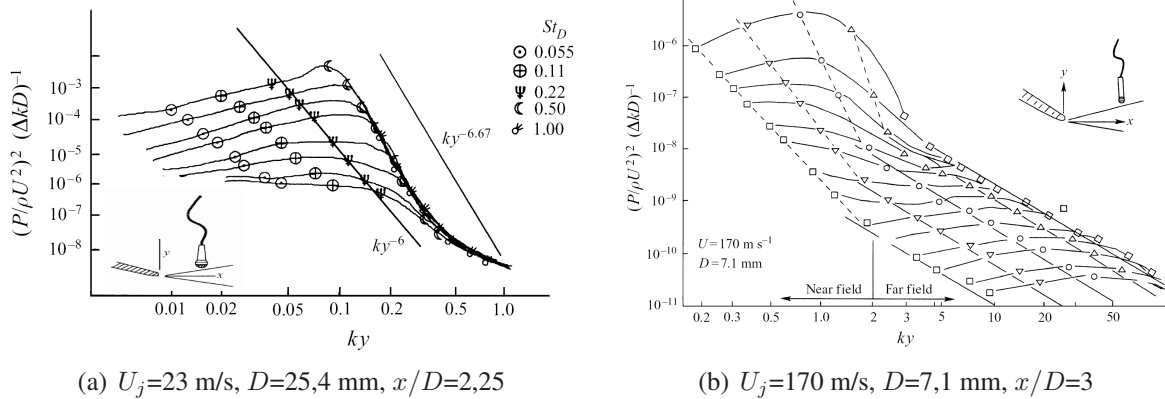 St_D
0.055
0.11
0.22
0.50
1.00
(P/ρU²)² (ΔkD)⁻¹
10⁻³
10⁻⁴
10⁻⁵
10⁻⁶
10⁻⁷
10⁻⁸
ky⁻⁶·⁶⁷
ky⁻⁶
y
x
0.01 0.02 0.05 0.1 0.2 0.5 1.0
ky
(a) U_j=23 m/s, D=25,4 mm, x/D=2,25
(P/ρU²)² (ΔkD)⁻¹
10⁻⁶
10⁻⁷
10⁻⁸
10⁻⁹
10⁻¹⁰
10⁻¹¹
y
x
U = 170 m s⁻¹
D = 7.1 mm
Near field Far field
0.2 0.3 0.5 1.0 2 3 5 10 20 50
ky
(b) U_j=170 m/s, D=7,1 mm, x/D=3